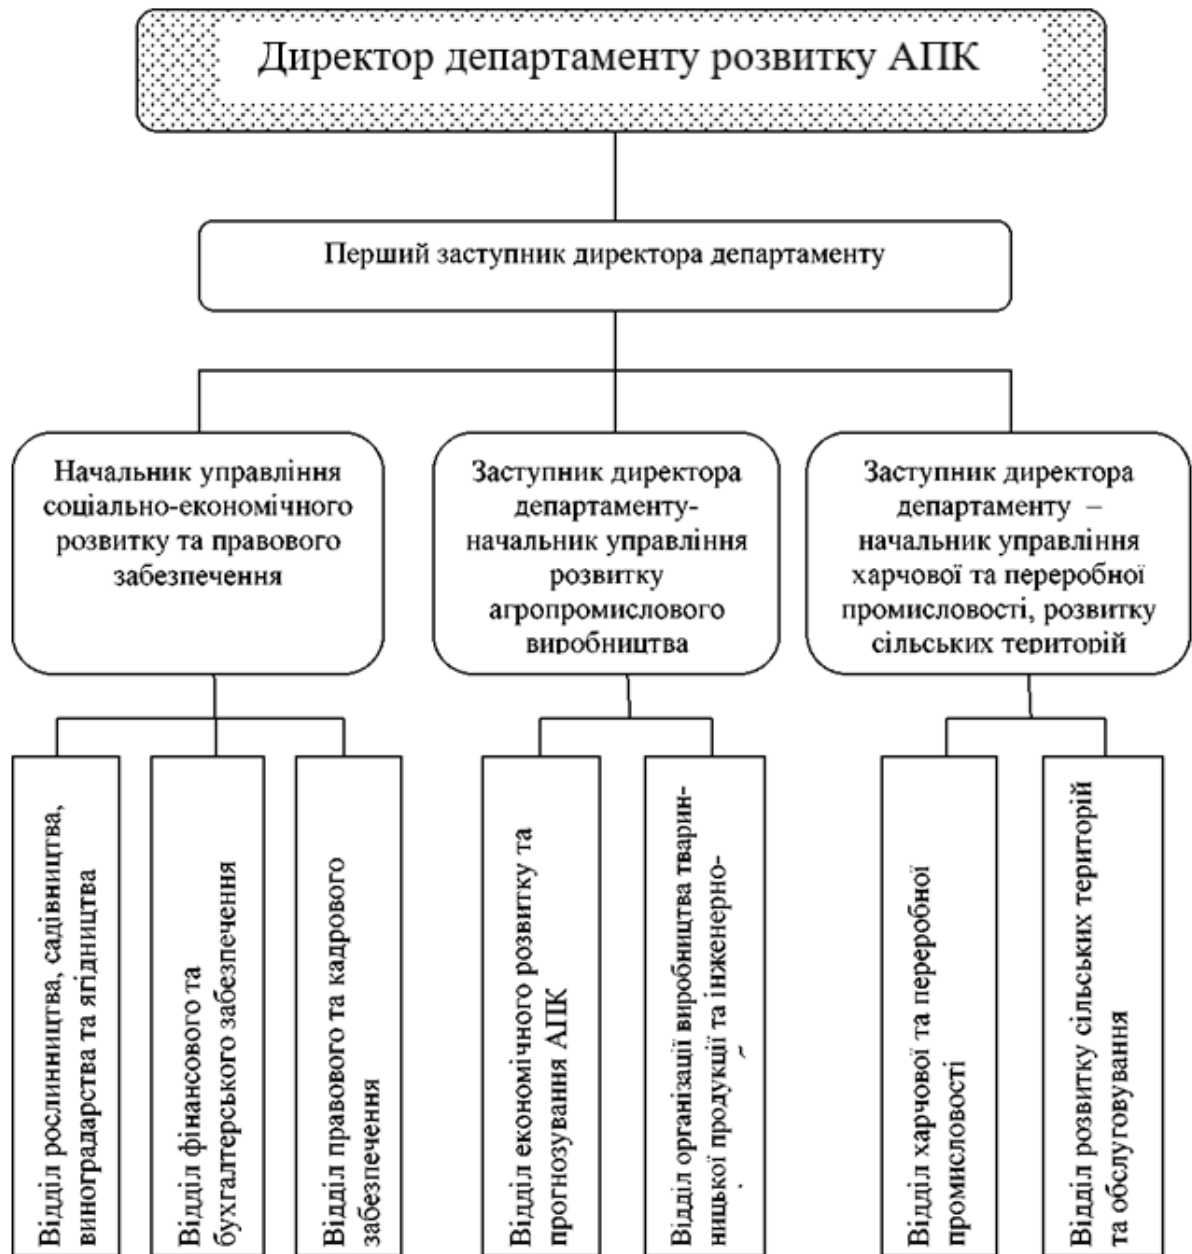 Директор департаменту розвитку АПК
Перший заступник директора департаменту
Начальник управління
соціально-економічного
розвитку та правового
забезпечення
Заступник директора
департаменту-
начальник управління
розвитку
агропромислового
виробництва
Заступник директора
департаменту –
начальник управління
харчової та переробної
промисловості, розвитку
сільських територій
Відділ рослинництва, садівництва,
виноградарства та ягідництва
Відділ фінансового та
бухгалтерського забезпечення
Відділ правового та кадрового
забезпечення
Відділ економічного розвитку та
прогнозування АПК
Відділ організації виробництва тварин-
ницької продукції та інженерно-
Відділ харчової та переробної
промисловості
Відділ розвитку сільських територій
та обслуговування